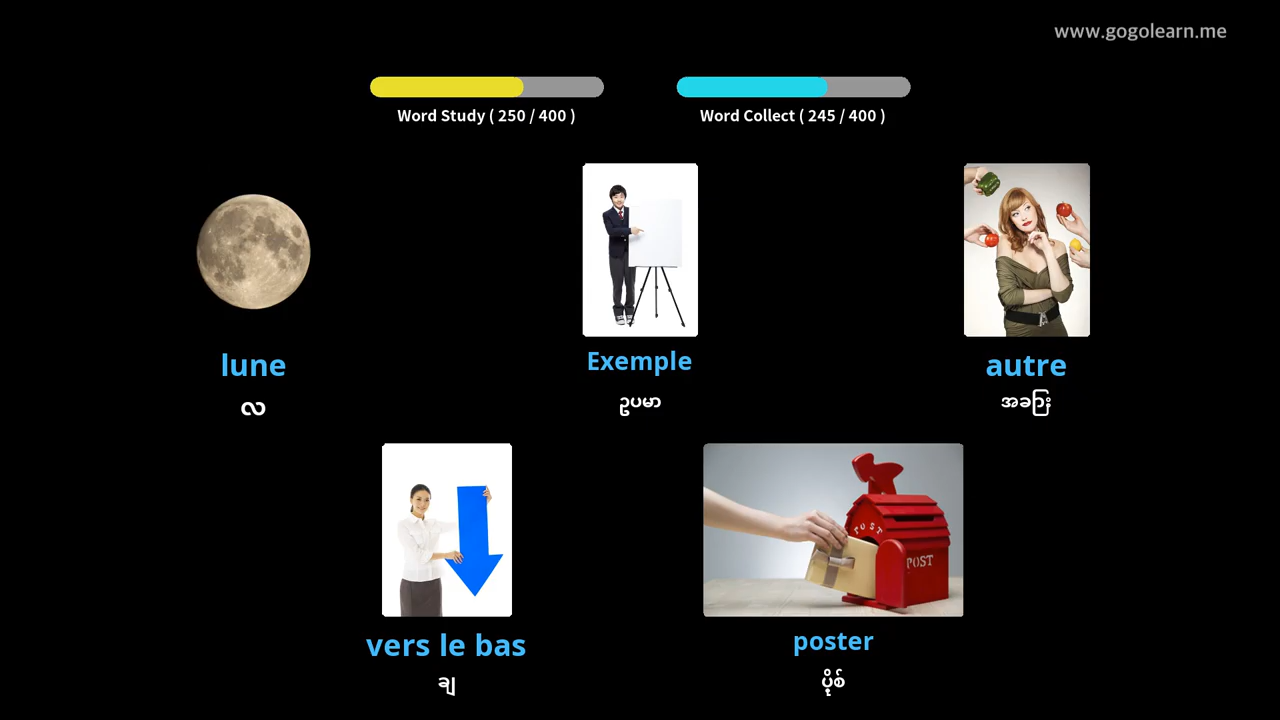 www.gogolearn.me
Word Study ( 250 / 400 )
Word Collect ( 245 / 400 )
lune
Exemple
autre
လ
ဥပမာ
အခြား
POST
POST
vers le bas
poster
ချ
ပို့စ်